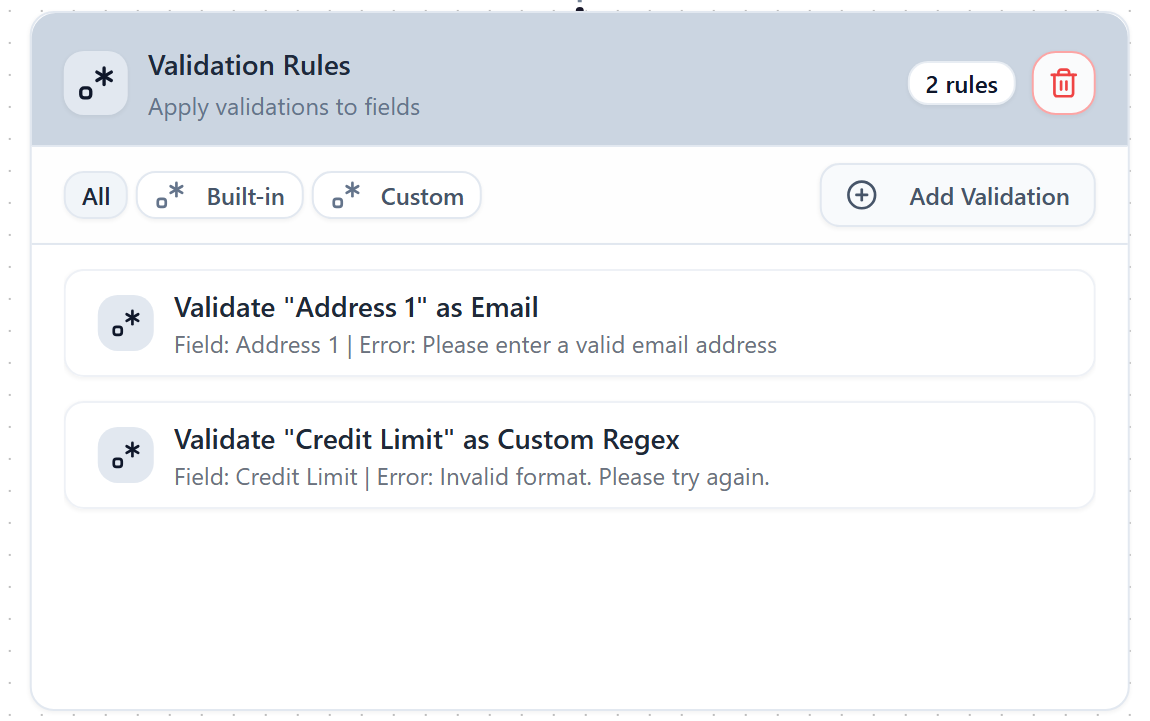 Validation Rules
Apply validations to fields
2 rules
All
Built-in
Custom
Add Validation
Validate "Address 1" as Email
Field: Address 1 | Error: Please enter a valid email address
Validate "Credit Limit" as Custom Regex
Field: Credit Limit | Error: Invalid format. Please try again.